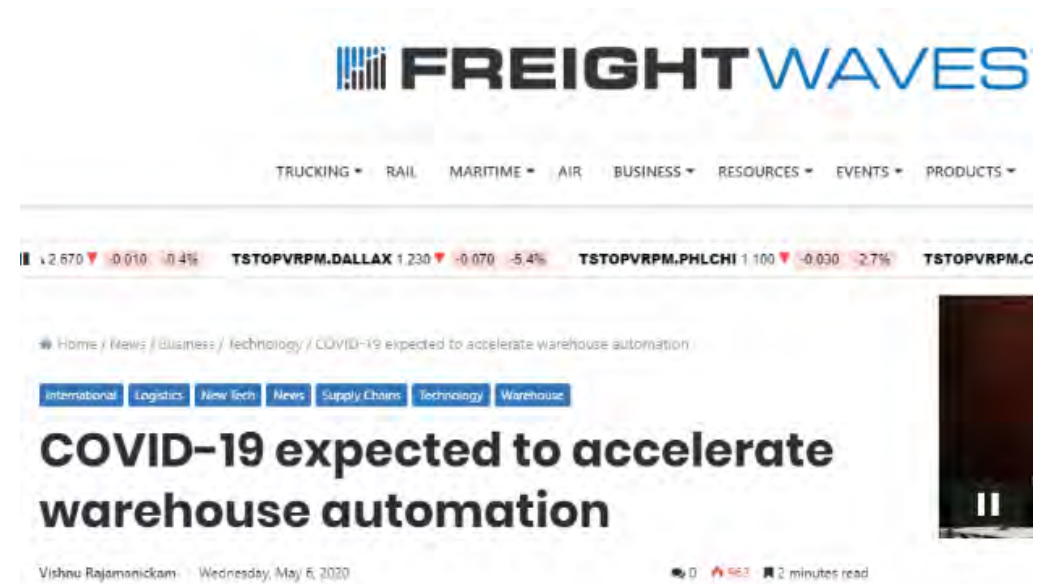 FREIGHTWAVES
TRUCKING RAIL MARITIME AIR BUSINESS RESOURCES EVENTS PRODUCTS
2.670 -0.010 -0.4% TSTOPVRPM.DALLAX 1.230 -0.070 -5.4% TSTOPVRPM.PHLCHI 1.100 -0.030 -2.7% TSTOPVRPM.C
Home / News / Business / Technology / COVID-19 expected to accelerate warehouse automation
International Logistics New Tech News Supply Chains Technology Warehouse
COVID-19 expected to accelerate
warehouse automation
Vishnu Rajamanickam Wednesday, May 6, 2020 0 2 minutes read